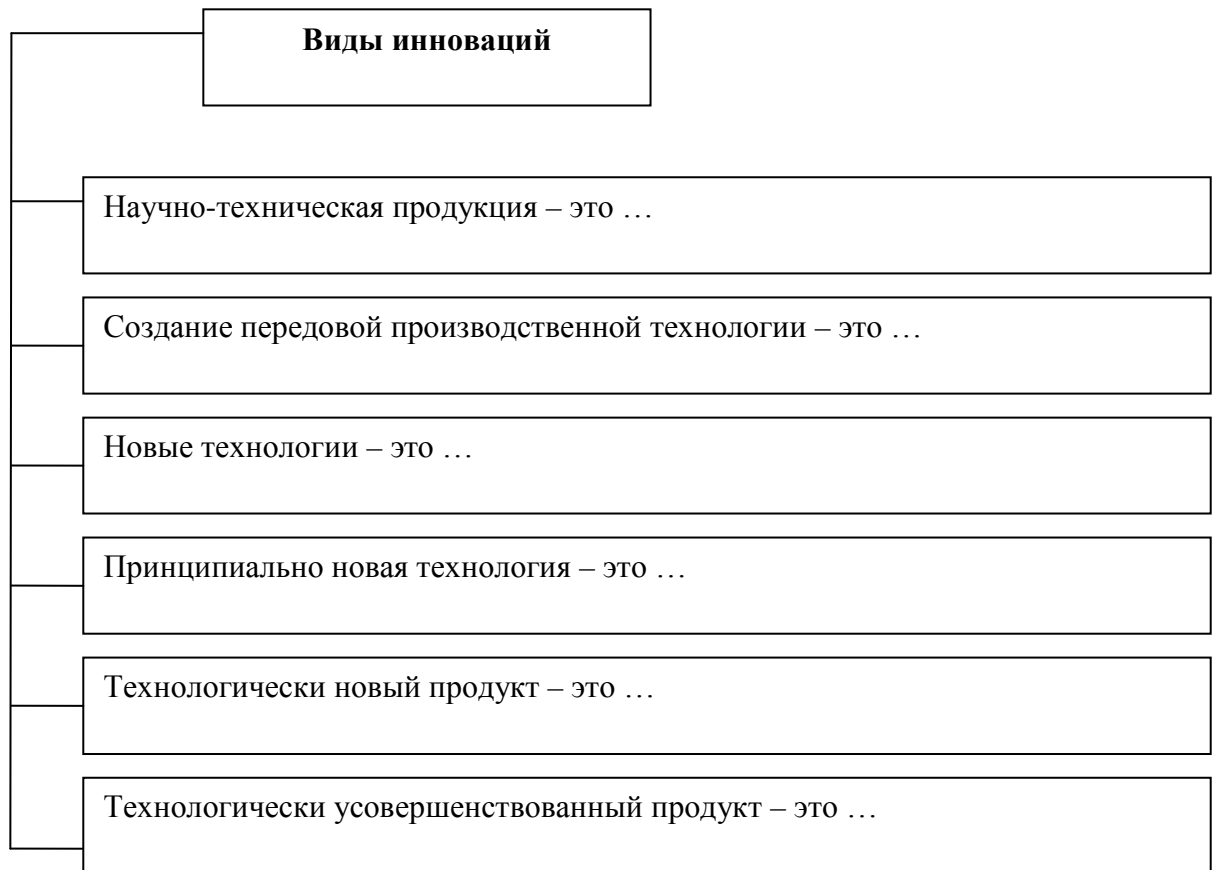 Виды инноваций
Научно-техническая продукция – это …
Создание передовой производственной технологии – это …
Новые технологии – это …
Принципиально новая технология – это …
Технологически новый продукт – это …
Технологически усовершенствованный продукт – это …